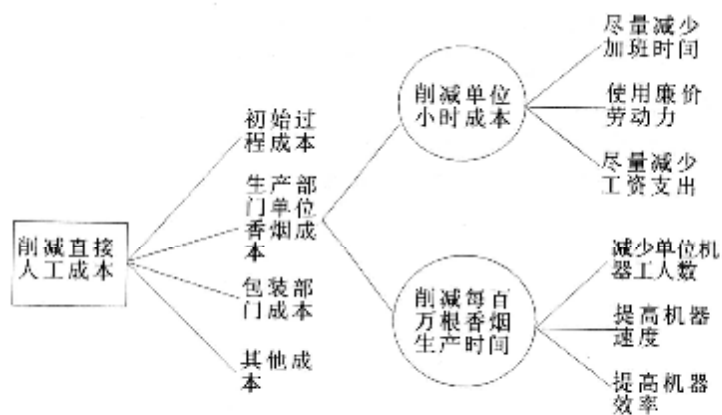 削减直接
人工成本
初始过
程成本
生产部
门单位
香烟成
本
包装部
门成本
其他成
本
削减单位
小时成本
削减每百
万根香烟
生产时间
尽量减少
加班时间
使用廉价
劳动力
尽量减少
工资支出
减少单位机
器工人数
提高机器
速度
提高机器
效率